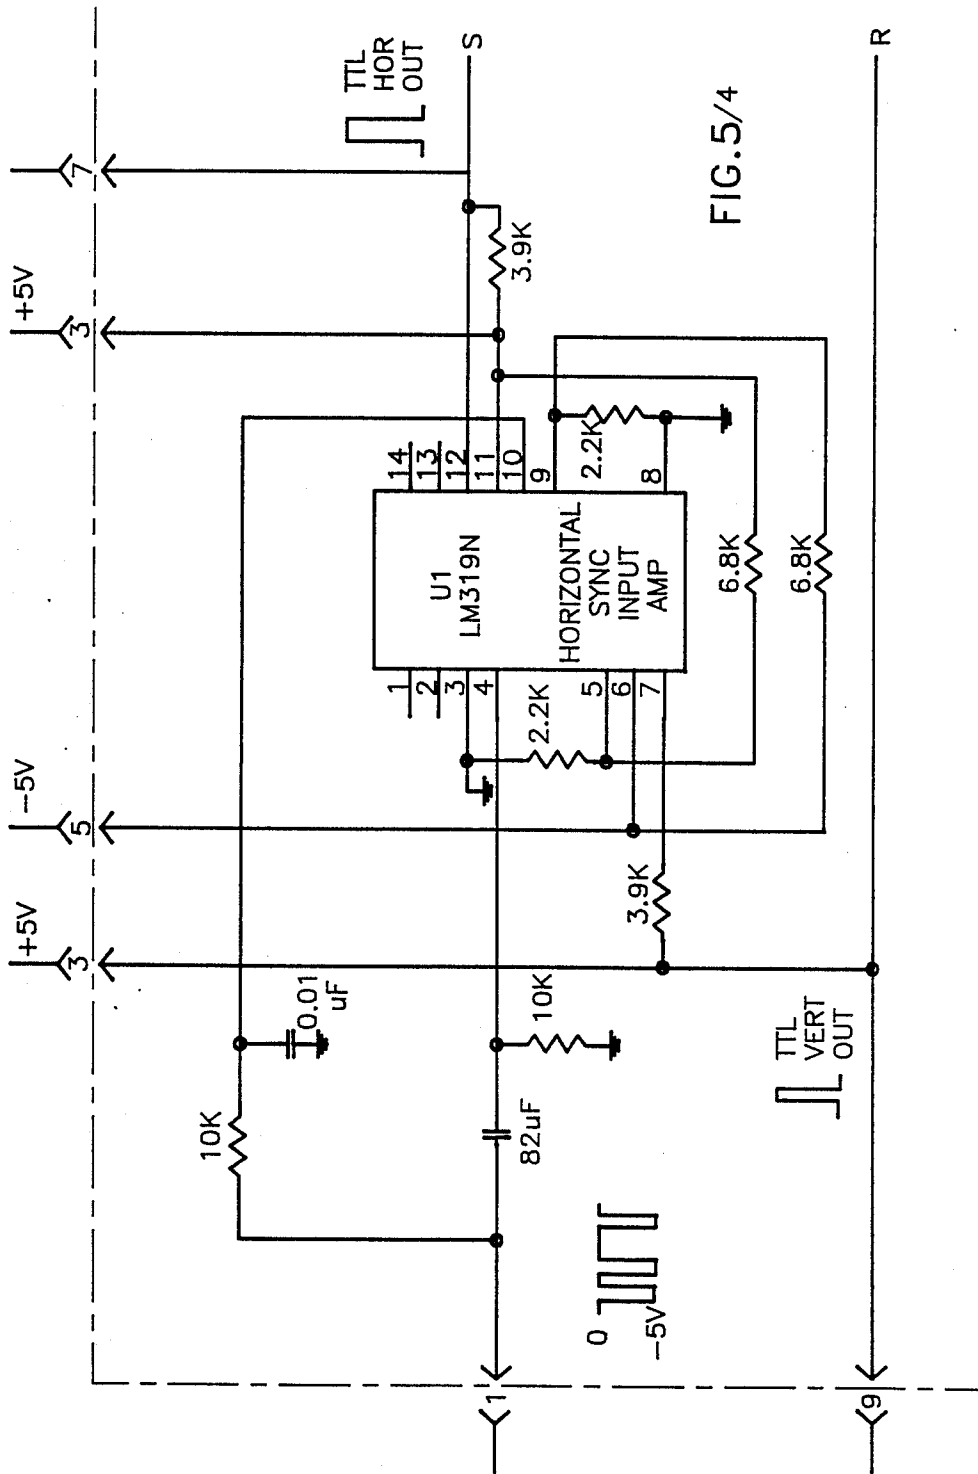 +5V
3
-5V
5
+5V
3
7
10K
0.01
uF
82uF
10K
3.9K
2.2K
1
2
3
4
5
6
7
U1
LM319N
HORIZONTAL
SYNC
INPUT
AMP
14
13
12
11
10
9
8
2.2K
6.8K
6.8K
3.9K
TTL
HOR
OUT
S
0
-5V
TTL
VERT
OUT
1
9
R
FIG.5/4